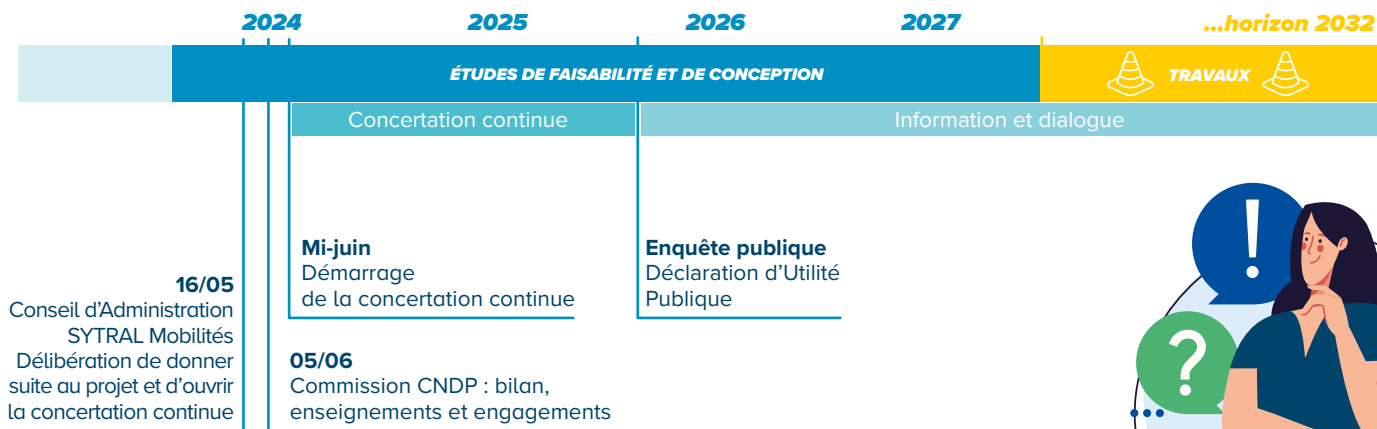 2024
2025
2026
2027
...horizon 2032
ÉTUDES DE FAISABILITÉ ET DE CONCEPTION
TRAVAUX
Concertation continue
Information et dialogue
16/05
Conseil d’Administration
SYTRAL Mobilités
Délibération de donner
suite au projet et d’ouvrir
la concertation continue
Mi-juin
Démarrage
de la concertation continue
05/06
Commission CNDP : bilan,
enseignements et engagements
Enquête publique
Déclaration d’Utilité
Publique
!
?